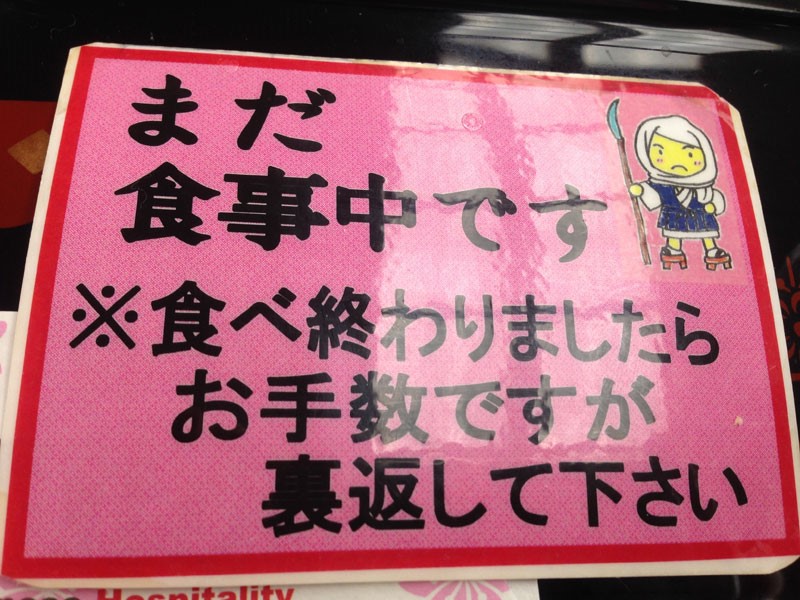 まだ
食事中です
※食べ終わりましたら
お手数ですが
裏返して下さい
Hospitality